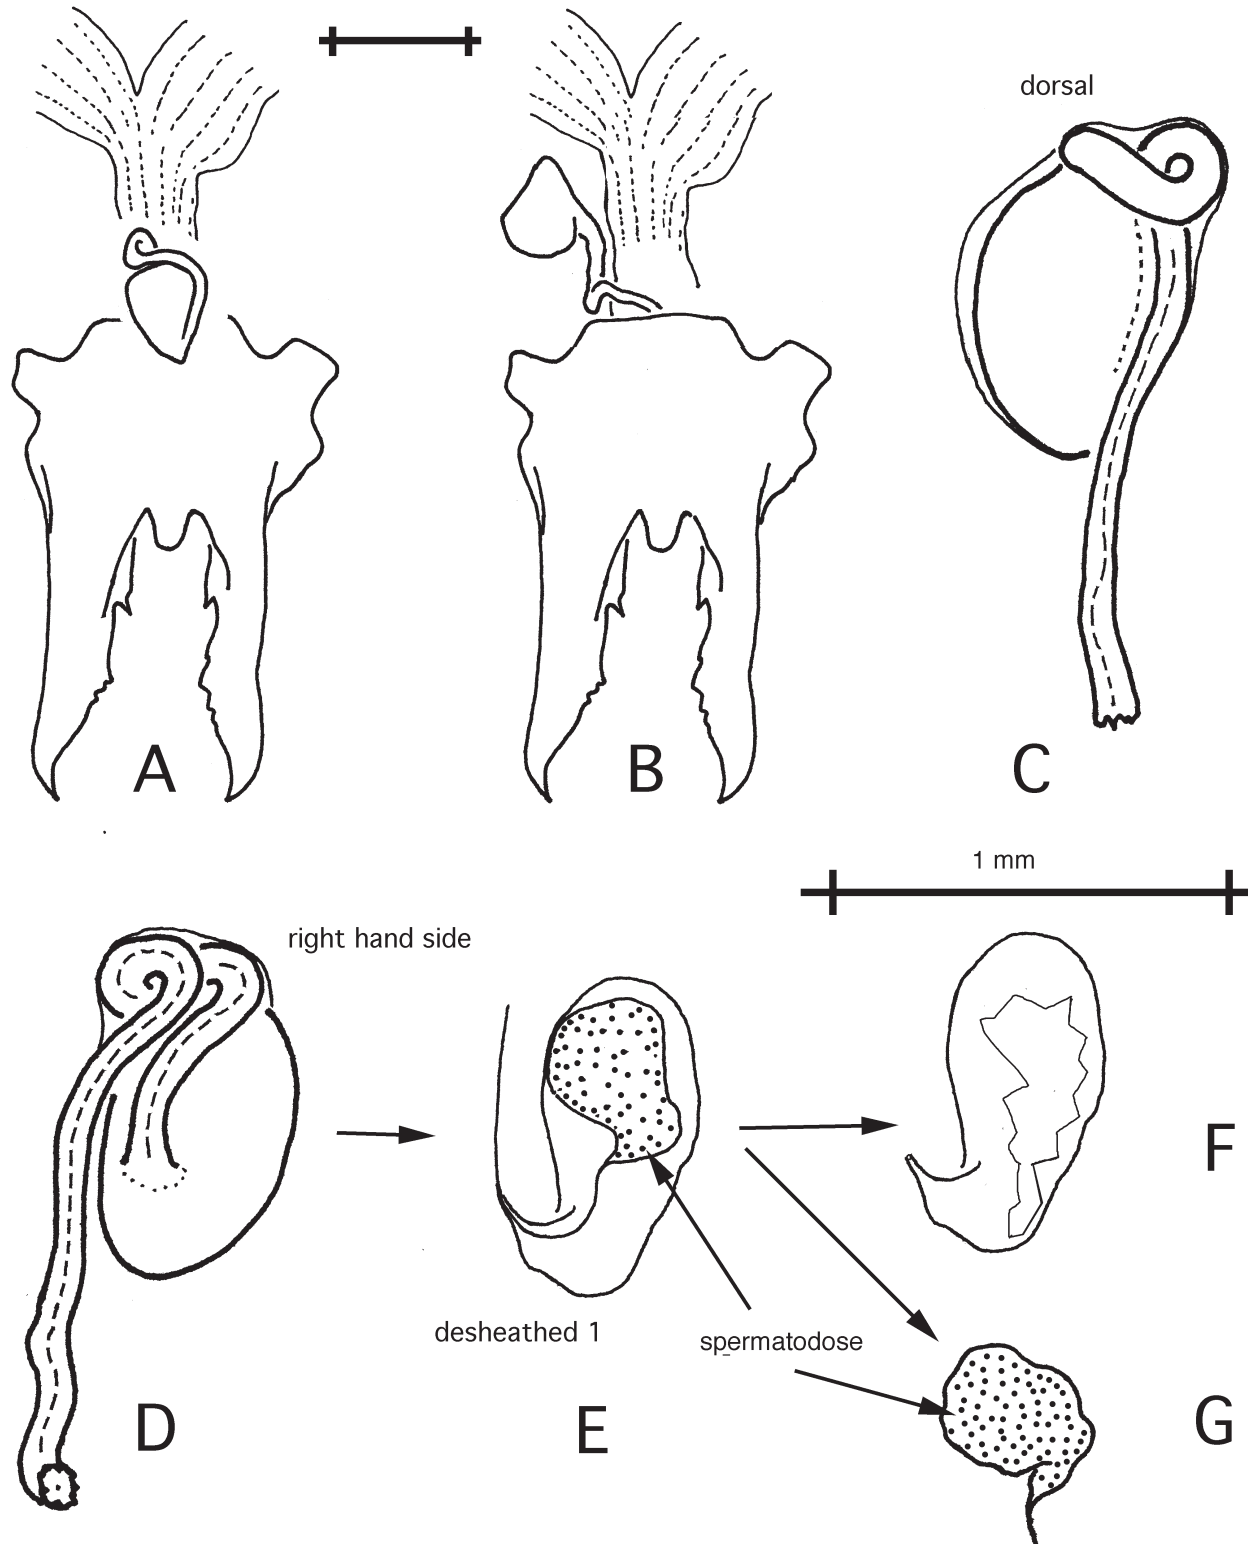 dorsal
A
B
C
1 mm
right hand side
F
desheathed 1
spermatodose
D
E
G